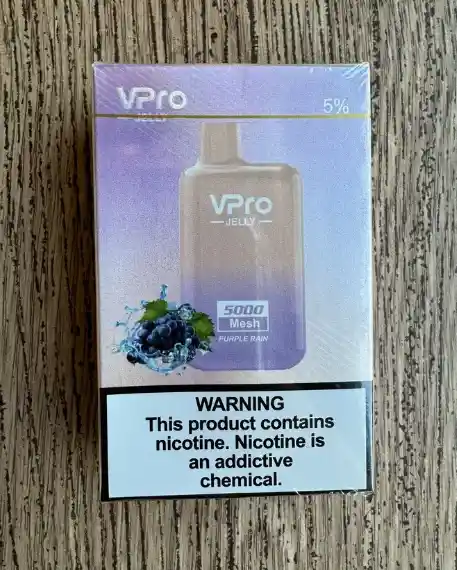 VPro
JELLY
5%
VPro
JELLY
5000
Mesh
PURPLE RAIN
WARNING
This product contains
nicotine. Nicotine is
an addictive
chemical.